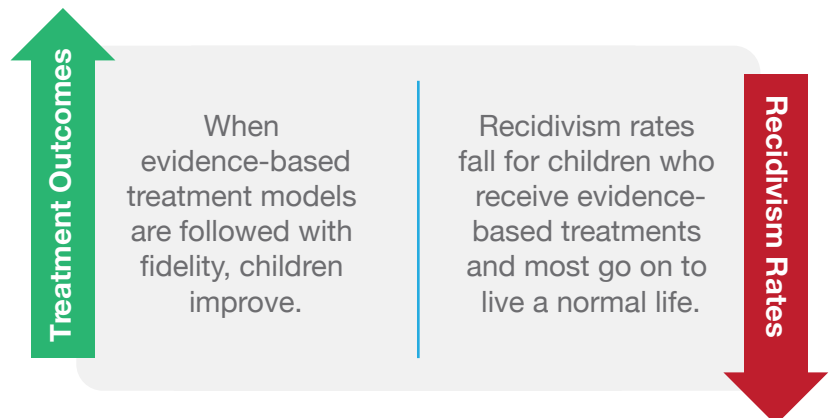 Treatment Outcomes
When
evidence-based
treatment models
are followed with
fidelity, children
improve.
Recidivism rates
fall for children who
receive evidence-
based treatments
and most go on to
live a normal life.
Recidivism Rates